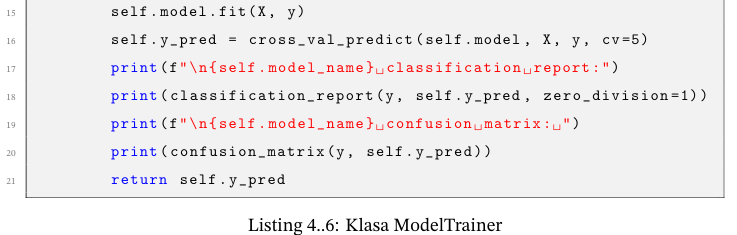 15 self.model.fit(X, y)
16 self.y_pred = cross_val_predict(self.model, X, y, cv=5)
17 print(f"\n{self.model_name}␣classification␣report:")
18 print(classification_report(y, self.y_pred, zero_division=1))
19 print(f"\n{self.model_name}␣confusion␣matrix:␣")
20 print(confusion_matrix(y, self.y_pred))
21 return self.y_pred
Listing 4..6: Klasa ModelTrainer